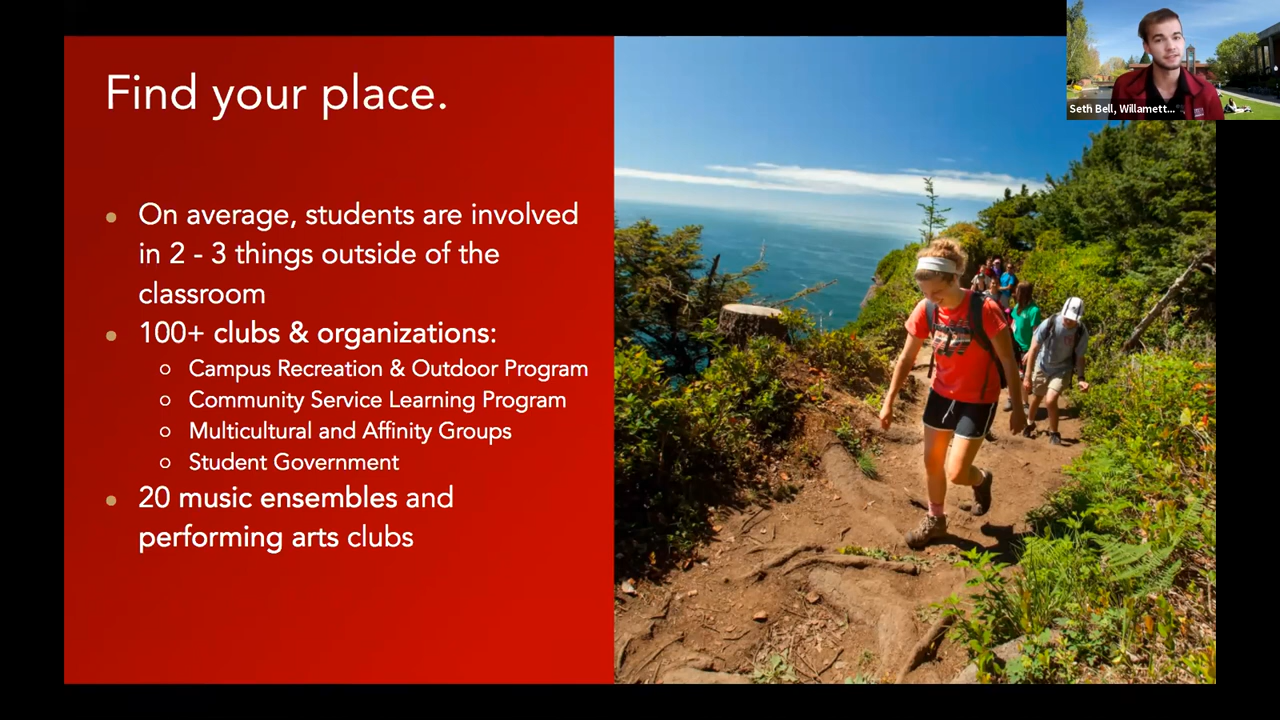 Find your place.
On average, students are involved
in 2 - 3 things outside of the
classroom
100+ clubs & organizations:
Campus Recreation & Outdoor Program
Community Service Learning Program
Multicultural and Affinity Groups
Student Government
20 music ensembles and
performing arts clubs
Seth Bell, Willamett...